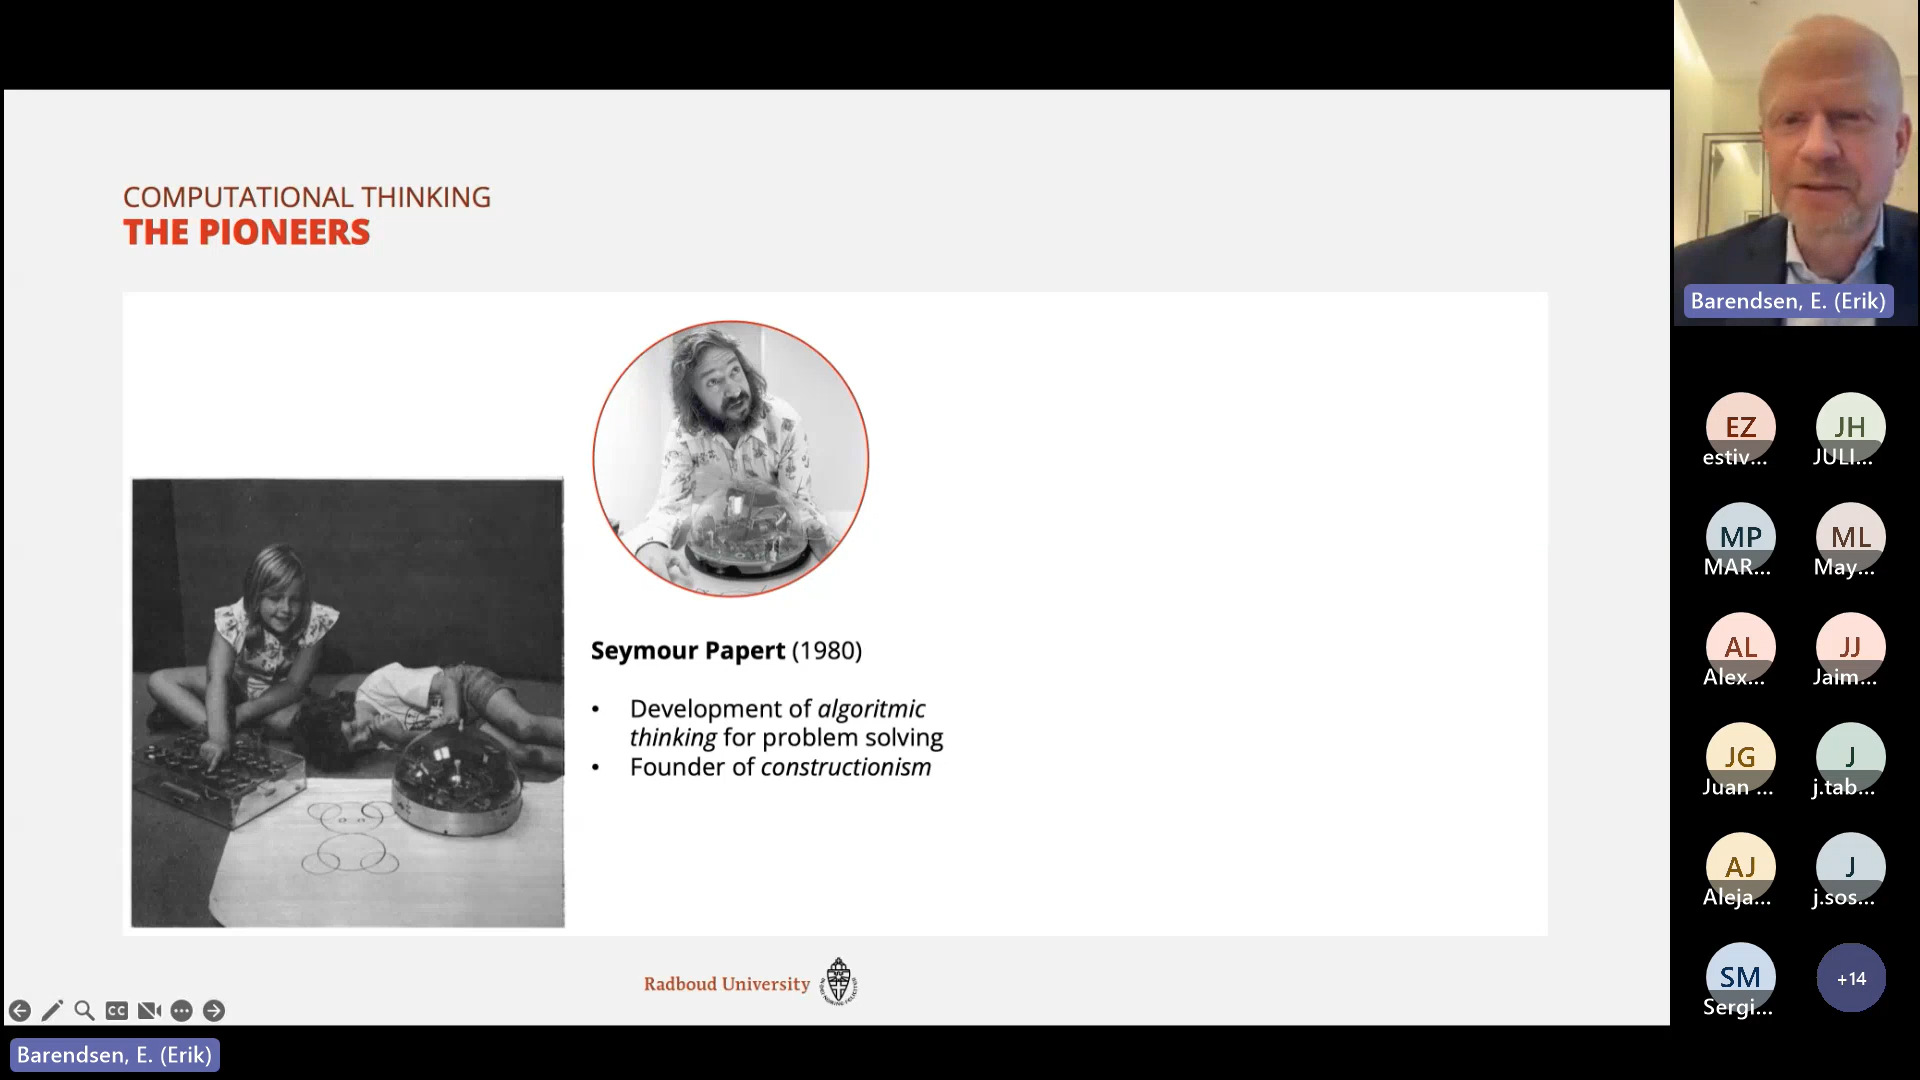 COMPUTATIONAL THINKING
THE PIONEERS
Seymour Papert (1980)
• Development of algoritmic
thinking for problem solving
• Founder of constructionism
Radboud University
CC
Barendsen, E. (Erik)
Barendsen, E. (Erik)
EZ
estiv...
JH
JULI...
MP
MAR...
ML
May...
AL
Alex...
JJ
Jaim...
JG
Juan ...
J
j.tab...
AJ
Aleja...
J
j.sos...
SM
Sergi...
+14